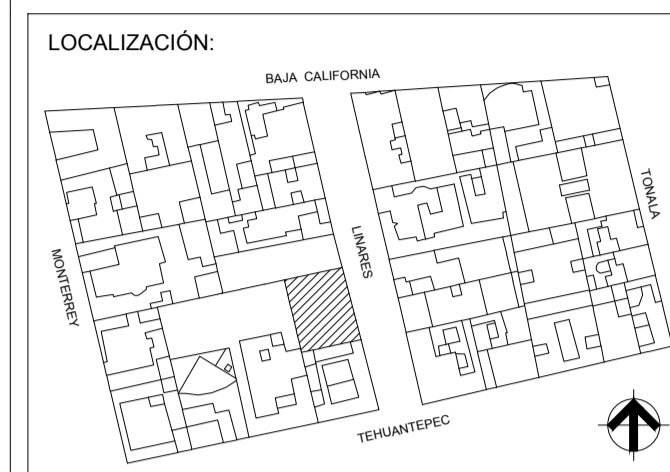 LOCALIZACIÓN:
BAJA CALIFORNIA
MONTERREY
LINARES
TONALA
TEHUANTEPEC